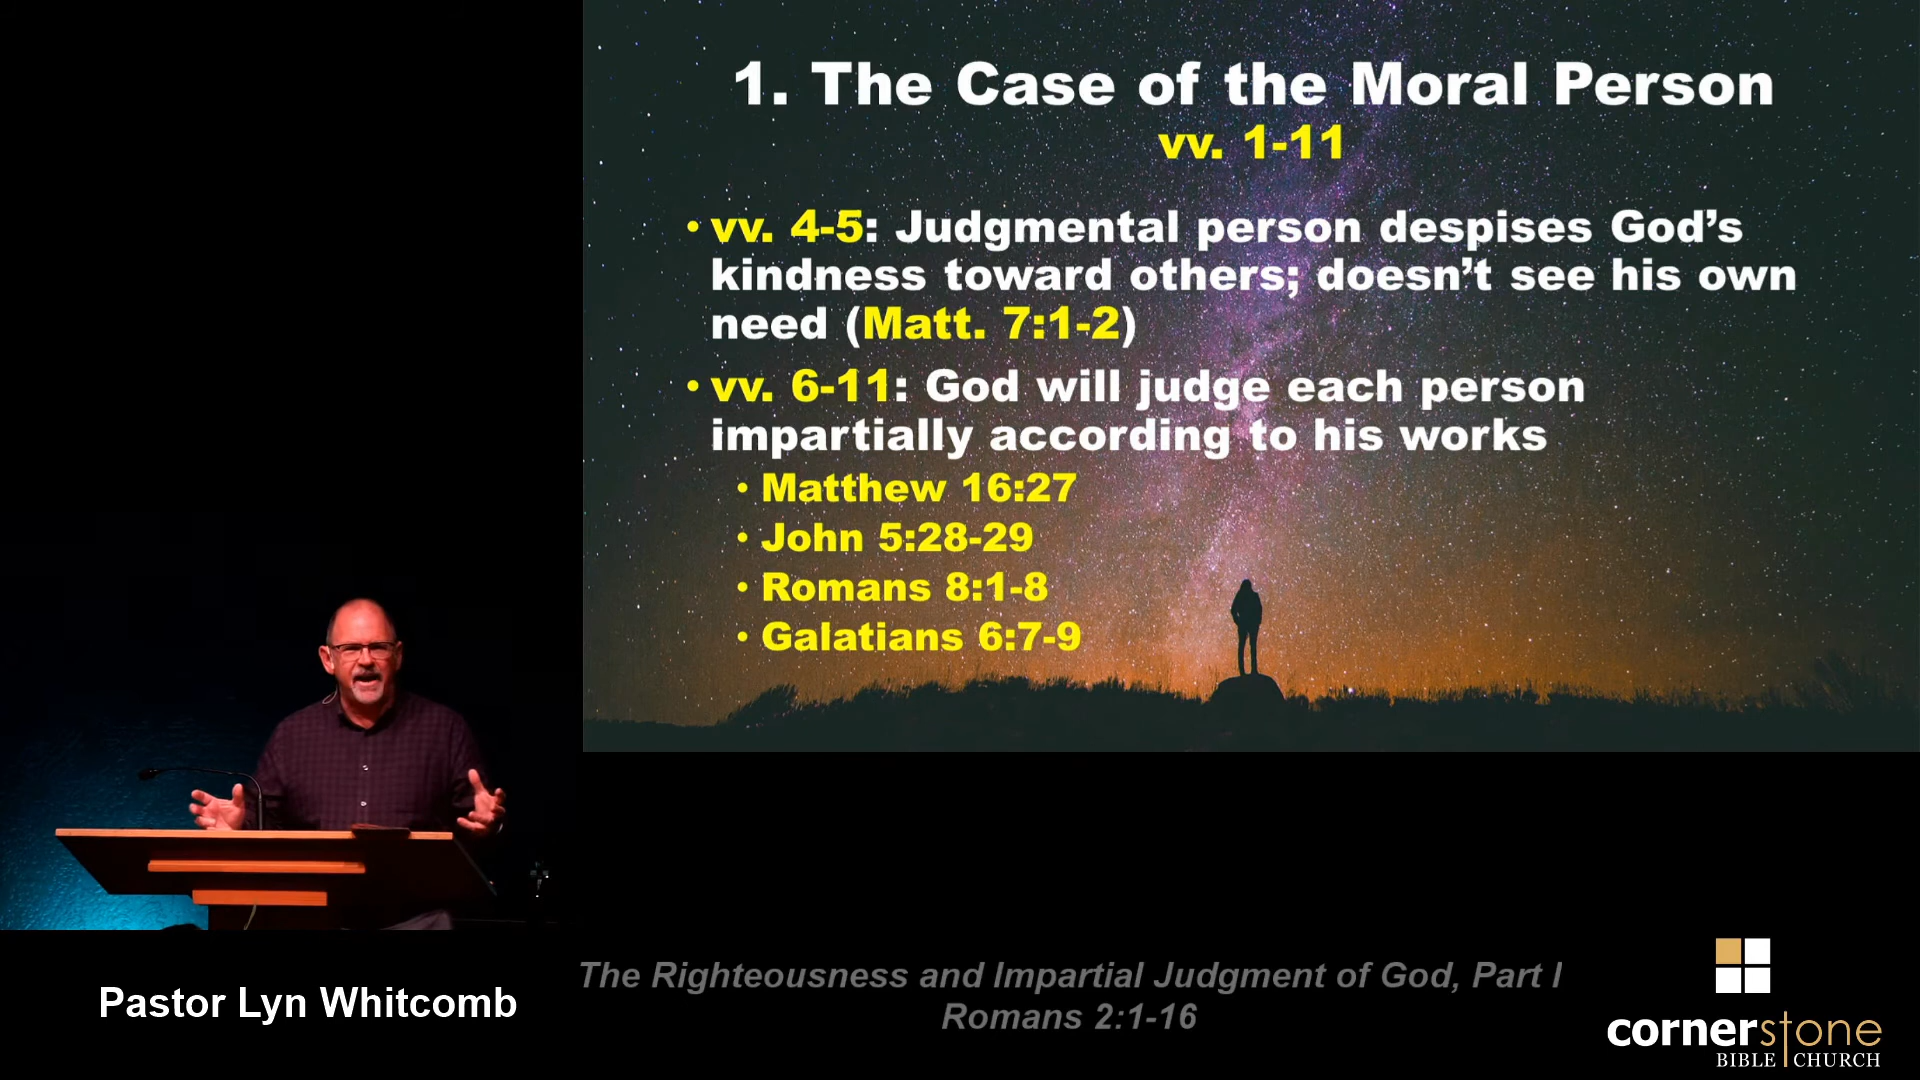 1. The Case of the Moral Person
vv. 1-11
• vv. 4-5: Judgmental person despises God’s
kindness toward others; doesn’t see his own
need (Matt. 7:1-2)
• vv. 6-11: God will judge each person
impartially according to his works
• Matthew 16:27
• John 5:28-29
• Romans 8:1-8
• Galatians 6:7-9
Pastor Lyn Whitcomb
The Righteousness and Impartial Judgment of God, Part I
Romans 2:1-16
cornerstone
BIBLE CHURCH